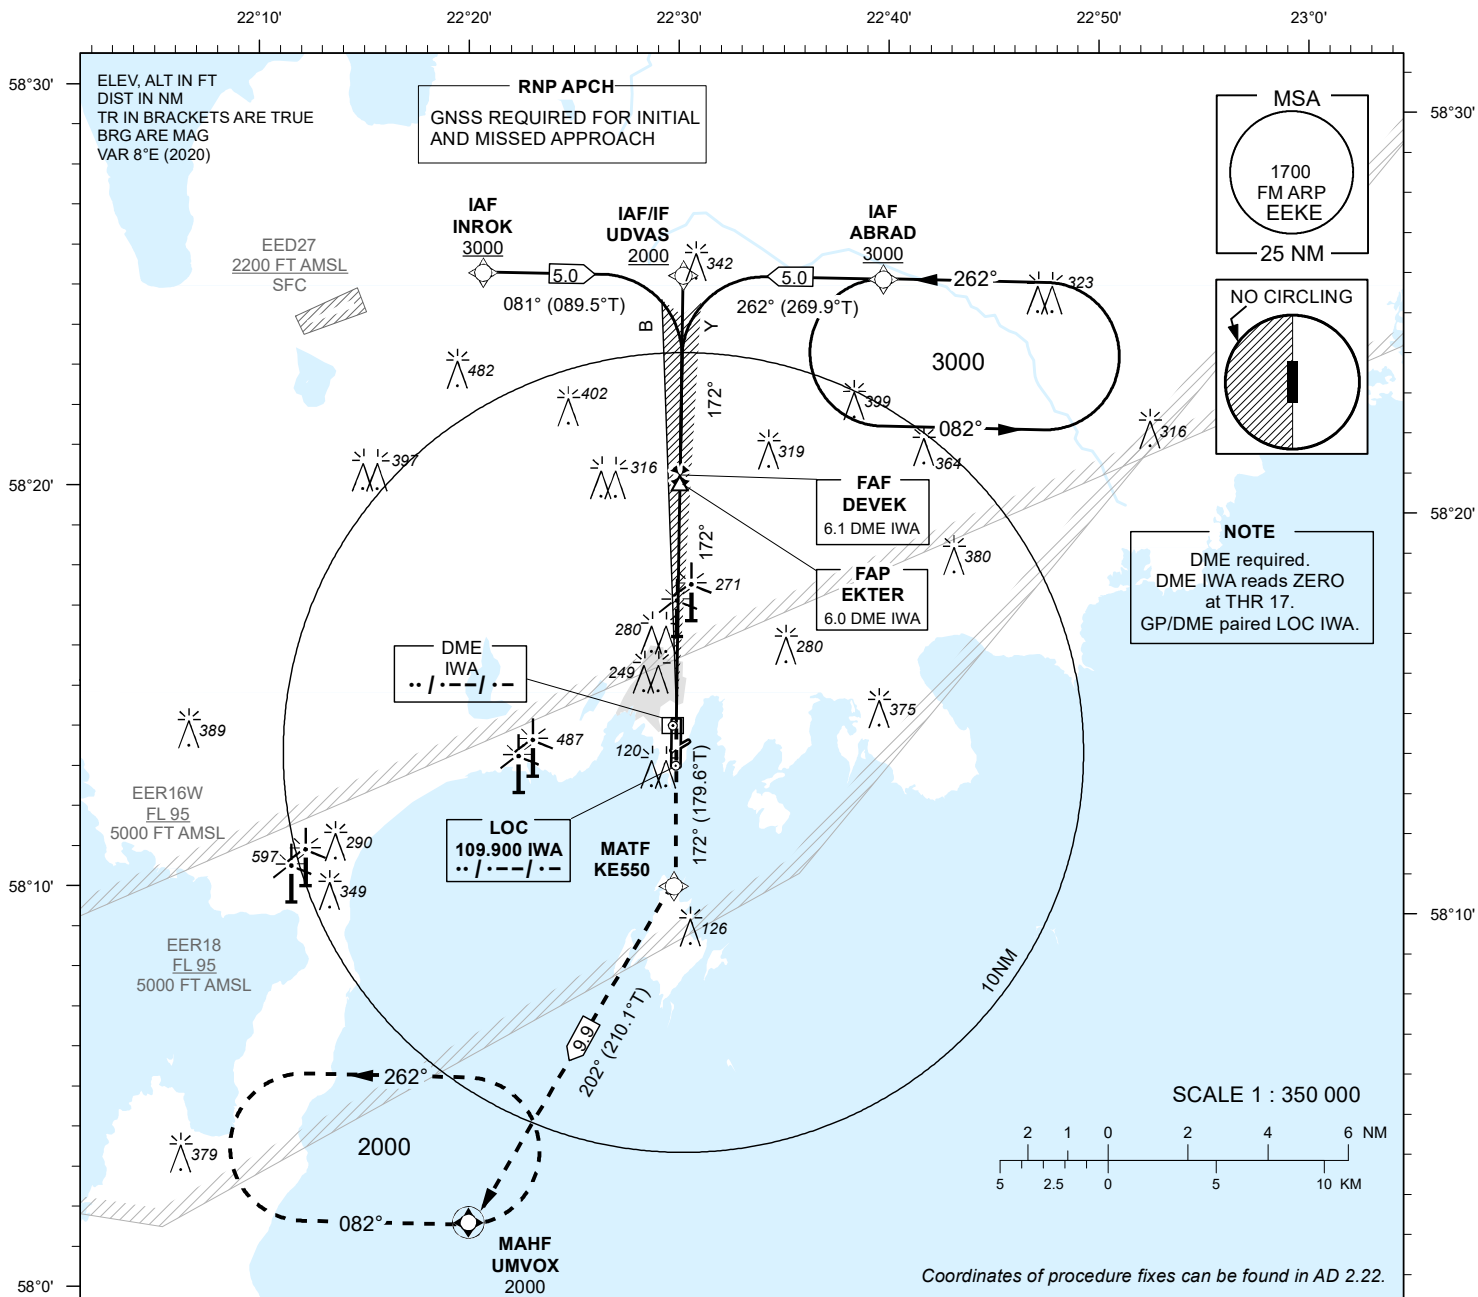 22°10'
22°20'
22°30'
22°40'
22°50'
23°0'
58°30'
58°20'
58°10'
58°0'
58°30'
58°20'
58°10'
ELEV, ALT IN FT
DIST IN NM
TR IN BRACKETS ARE TRUE
BRG ARE MAG
VAR 8°E (2020)
RNP APCH
GNSS REQUIRED FOR INITIAL
AND MISSED APPROACH
MSA
1700
FM ARP
EEKE
25 NM
NO CIRCLING
IAF
INROK
3000
IAF/IF
UDVAS
2000
IAF
ABRAD
3000
EED27
2200 FT AMSL
SFC
5.0
081° (089.5°T)
5.0
262° (269.9°T)
262°
3000
082°
B
Y
172°
172°
342
323
482
402
399
319
364
316
397
316
380
271
280
280
249
375
389
487
120
290
597
349
126
379
FAF
DEVEK
6.1 DME IWA
FAP
EKTER
6.0 DME IWA
NOTE
DME required.
DME IWA reads ZERO
at THR 17.
GP/DME paired LOC IWA.
DME
IWA
LOC
109.900 IWA
172° (179.6°T)
MATF
KE550
EER16W
FL 95
5000 FT AMSL
EER18
FL 95
5000 FT AMSL
10NM
9.9
202° (210.1°T)
262°
2000
082°
MAHF
UMVOX
2000
SCALE 1 : 350 000
2 1 0 2 4 6 NM
5 2.5 0 5 10 KM
Coordinates of procedure fixes can be found in AD 2.22.